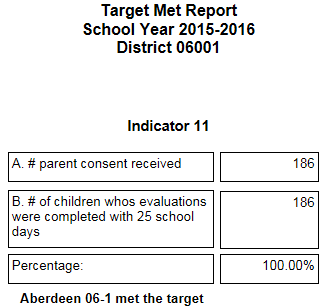 Target Met Report
School Year 2015-2016
District 06001
Indicator 11
A. # parent consent received 186
B. # of children whos evaluations 186
were completed with 25 school
days
Percentage: 100.00%
Aberdeen 06-1 met the target